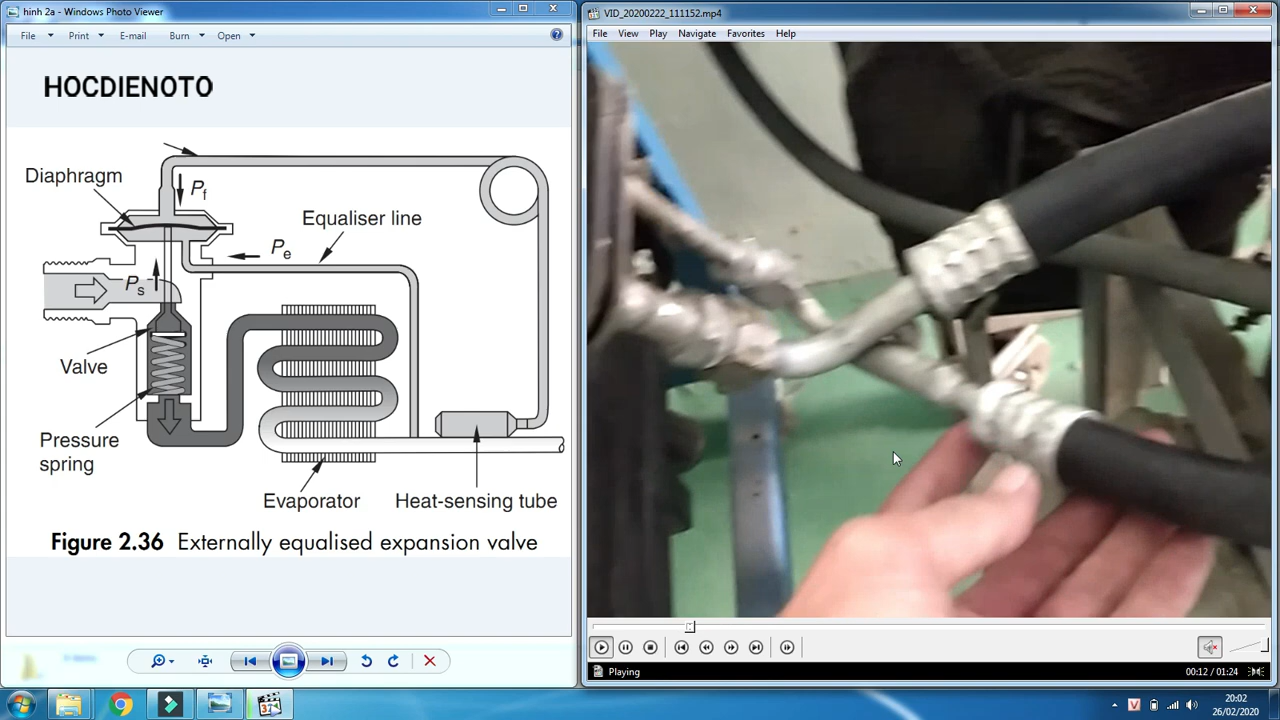 hinh 2a - Windows Photo Viewer
File Print E-mail Burn Open
HOCDIENOTO
Diaphragm
Pf
Equaliser line
Pe
Ps
Valve
Pressure
spring
Evaporator
Heat-sensing tube
Figure 2.36 Externally equalised expansion valve
VID_20200222_111152.mp4
File View Play Navigate Favorites Help
Playing
00:12 / 01:24
37
V
20:02
26/02/2020